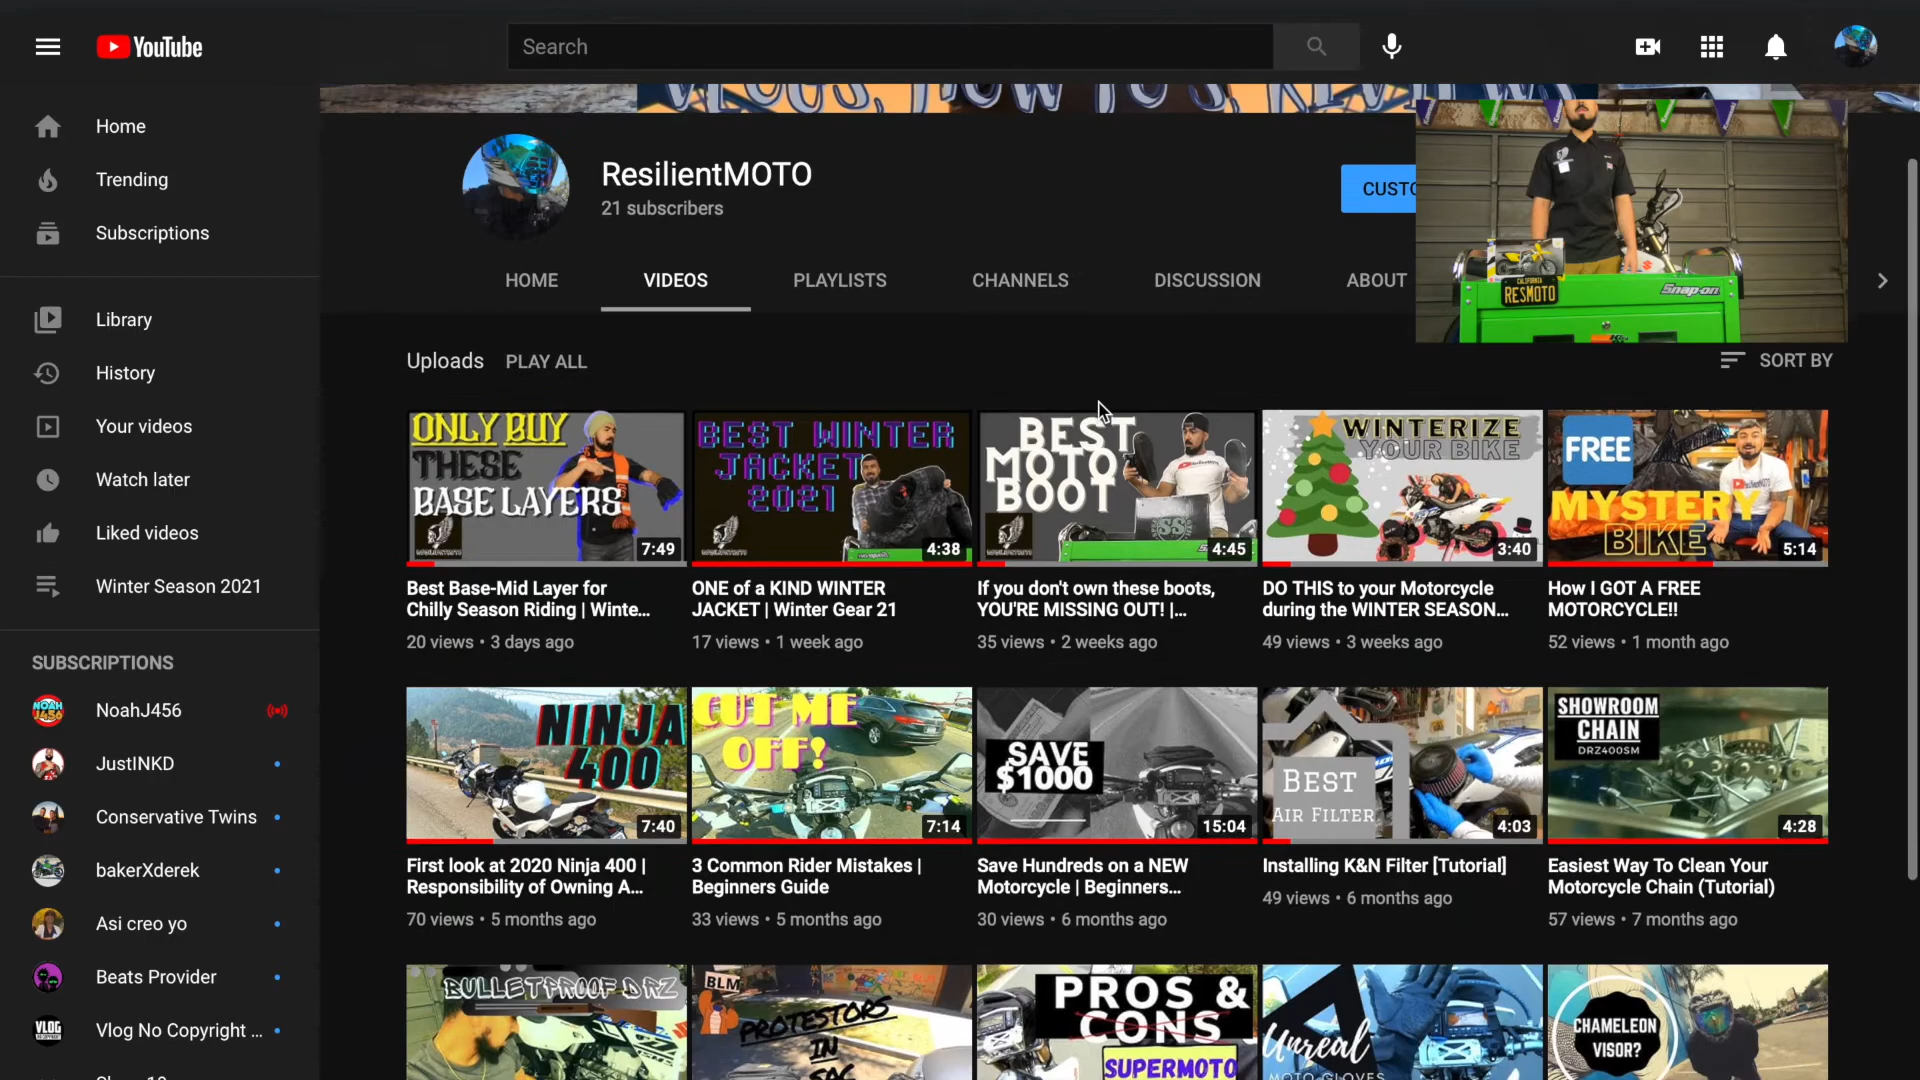 YouTube
Search
Home
Trending
Subscriptions
Library
History
Your videos
Watch later
Liked videos
Winter Season 2021
SUBSCRIPTIONS
NoahJ456
JustINKD
Conservative Twins
bakerXderek
Asi creo yo
Beats Provider
Vlog No Copyright ...
VLOGS, HOW TO'S, REVIEWS
ResilientMOTO
21 subscribers
CUSTO
CALIFORNIA
RESMOTO
Snap-on
HOME
VIDEOS
PLAYLISTS
CHANNELS
DISCUSSION
ABOUT
Uploads
PLAY ALL
SORT BY
ONLY BUY
THESE
BASE LAYERS
7:49
Best Base-Mid Layer for
Chilly Season Riding | Winte...
20 views • 3 days ago
BEST WINTER
JACKET
2021
4:38
ONE of a KIND WINTER
JACKET | Winter Gear 21
17 views • 1 week ago
BEST
MOTO
BOOT
SS
4:45
If you don't own these boots,
YOU'RE MISSING OUT! |...
35 views • 2 weeks ago
WINTERIZE
YOUR BIKE
3:40
DO THIS to your Motorcycle
during the WINTER SEASON...
49 views • 3 weeks ago
FREE
MYSTERY
BIKE
5:14
How I GOT A FREE
MOTORCYCLE!!
52 views • 1 month ago
NINJA
400
7:40
First look at 2020 Ninja 400 |
Responsibility of Owning A...
70 views • 5 months ago
CUT ME
OFF!
7:14
3 Common Rider Mistakes |
Beginners Guide
33 views • 5 months ago
SAVE
$1000
15:04
Save Hundreds on a NEW
Motorcycle | Beginners...
30 views • 6 months ago
BEST
AIR FILTER
4:03
Installing K&N Filter [Tutorial]
49 views • 6 months ago
SHOWROOM
CHAIN
DRZ400SM
4:28
Easiest Way To Clean Your
Motorcycle Chain (Tutorial)
57 views • 7 months ago
BULLETPROOF DRZ
BLM
PROTESTORS
IN
SAC
PROS &
CONS
SUPERMOTO
Unreal
MOTO GLOVES
CHAMELEON
VISOR?